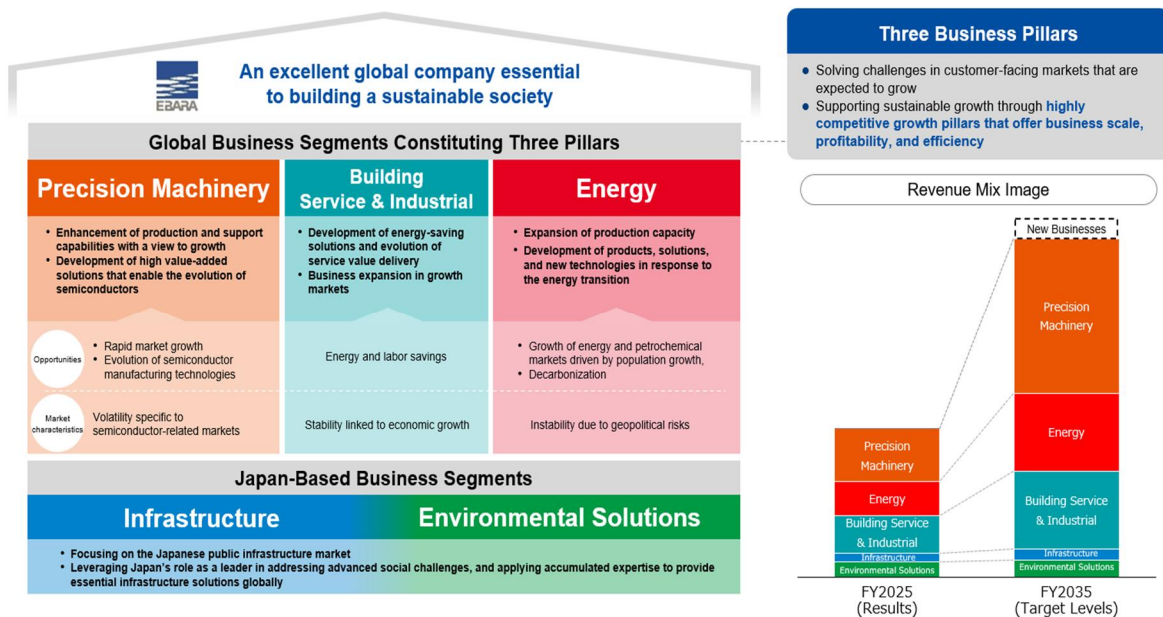 EBARA
An excellent global company essential
to building a sustainable society
Global Business Segments Constituting Three Pillars
Precision Machinery
• Enhancement of production and support
capabilities with a view to growth
• Development of high value-added
solutions that enable the evolution of
semiconductors
Building
Service & Industrial
• Development of energy-saving
solutions and evolution of
service value delivery
• Business expansion in growth
markets
Energy
• Expansion of production capacity
• Development of products, solutions,
and new technologies in response to
the energy transition
Opportunities
• Rapid market growth
• Evolution of semiconductor
manufacturing technologies
Energy and labor savings
• Growth of energy and petrochemical
markets driven by population growth,
• Decarbonization
Market
characteristics
Volatility specific to
semiconductor-related markets
Stability linked to economic growth
Instability due to geopolitical risks
Japan-Based Business Segments
Infrastructure
Environmental Solutions
• Focusing on the Japanese public infrastructure market
• Leveraging Japan's role as a leader in addressing advanced social challenges, and applying accumulated expertise to provide
essential infrastructure solutions globally
Three Business Pillars
• Solving challenges in customer-facing markets that are
expected to grow
• Supporting sustainable growth through highly
competitive growth pillars that offer business scale,
profitability, and efficiency
Revenue Mix Image
Precision
Machinery
Energy
Building Service
& Industrial
Infrastructure
Environmental Solutions
FY2025
(Results)
New Businesses
Precision
Machinery
Energy
Building Service
& Industrial
Infrastructure
Environmental Solutions
FY2035
(Target Levels)